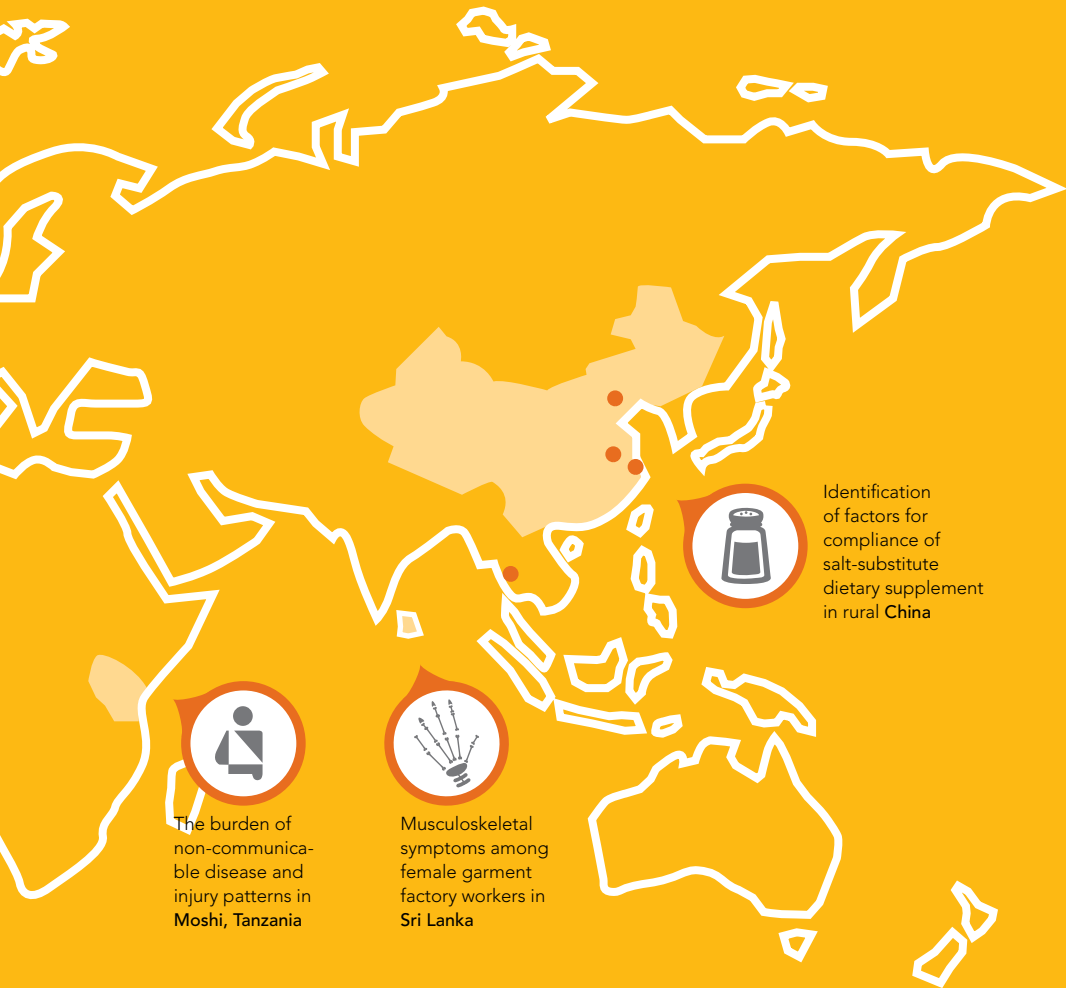 Identification
of factors for
compliance of
salt-substitute
dietary supplement
in rural China
The burden of
non-communica-
ble disease and
injury patterns in
Moshi, Tanzania
Musculoskeletal
symptoms among
female garment
factory workers in
Sri Lanka